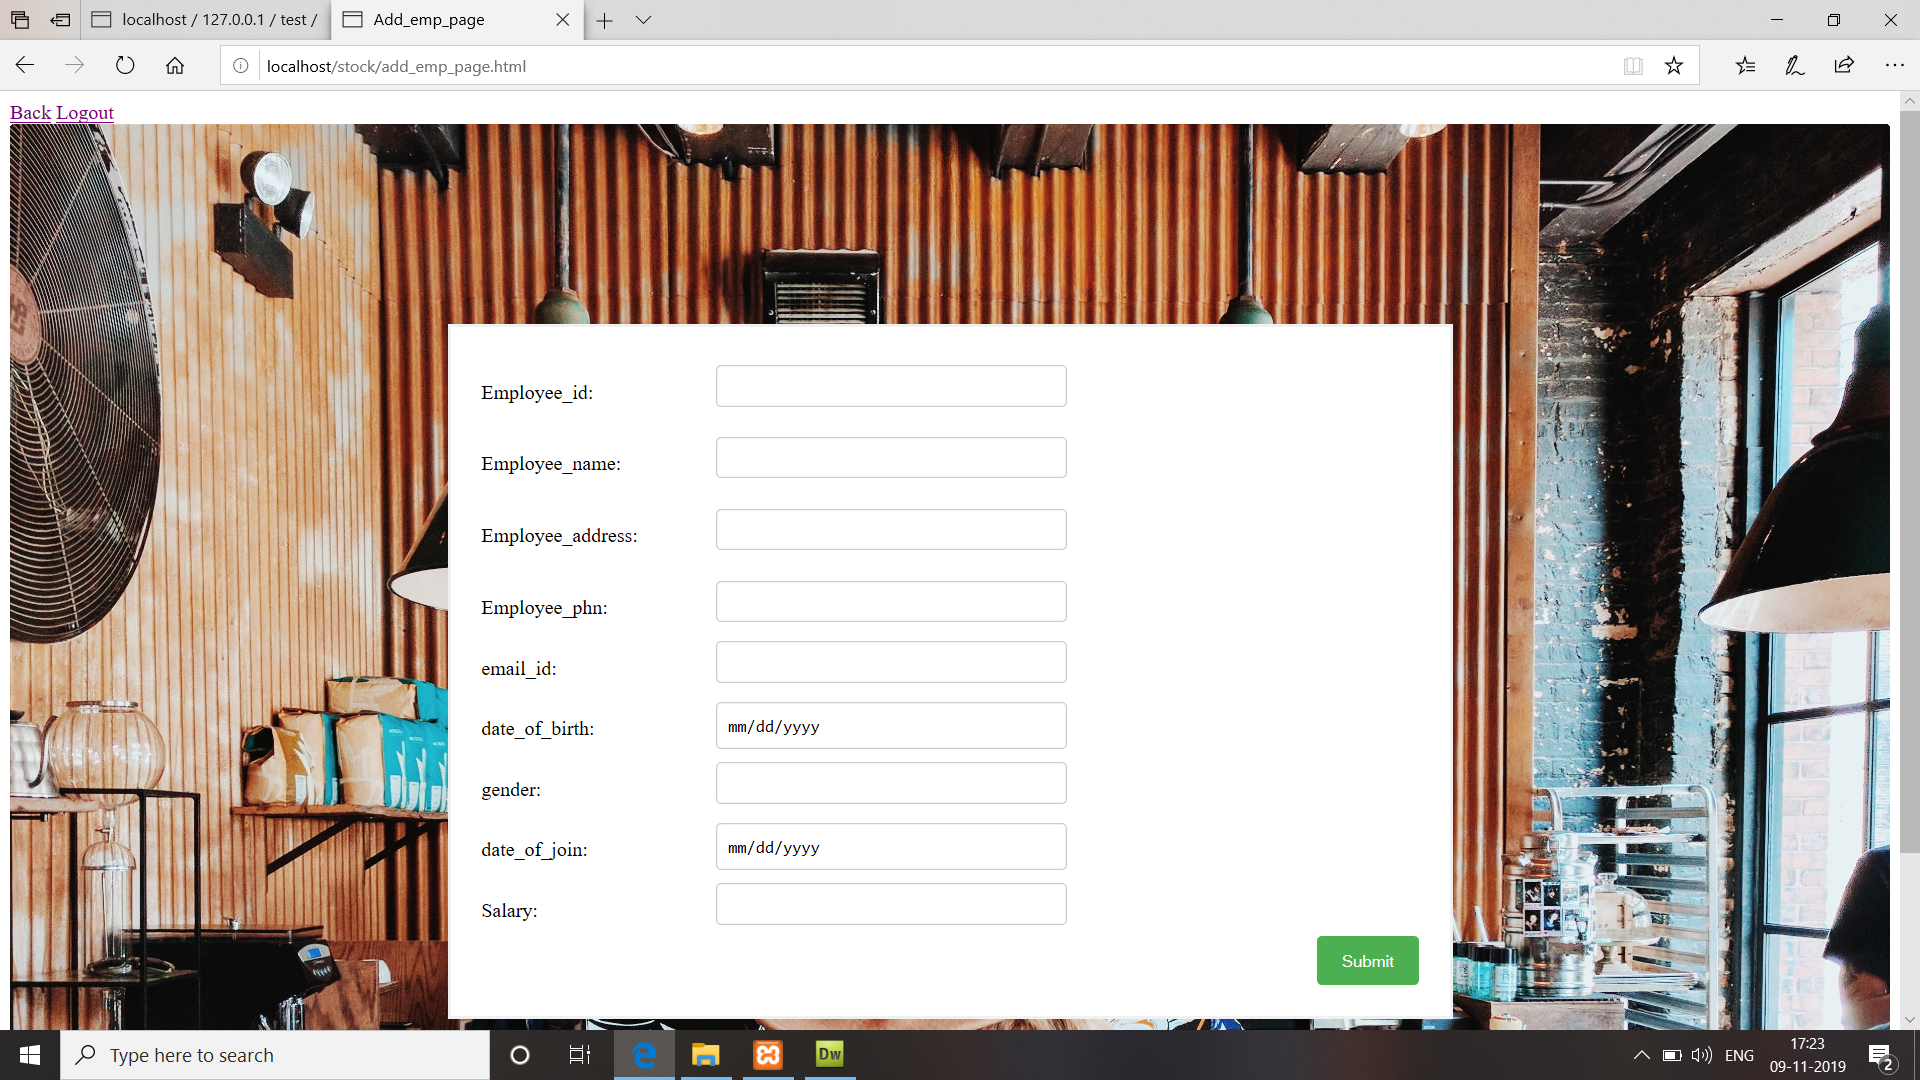 localhost / 127.0.0.1 / test /
Add_emp_page
localhost/stock/add_emp_page.html
Back Logout
Employee_id:
Employee_name:
Employee_address:
Employee_phn:
email_id:
date_of_birth:
mm/dd/yyyy
gender:
date_of_join:
mm/dd/yyyy
Salary:
Submit
Type here to search
Dw
ENG
17:23
09-11-2019
2